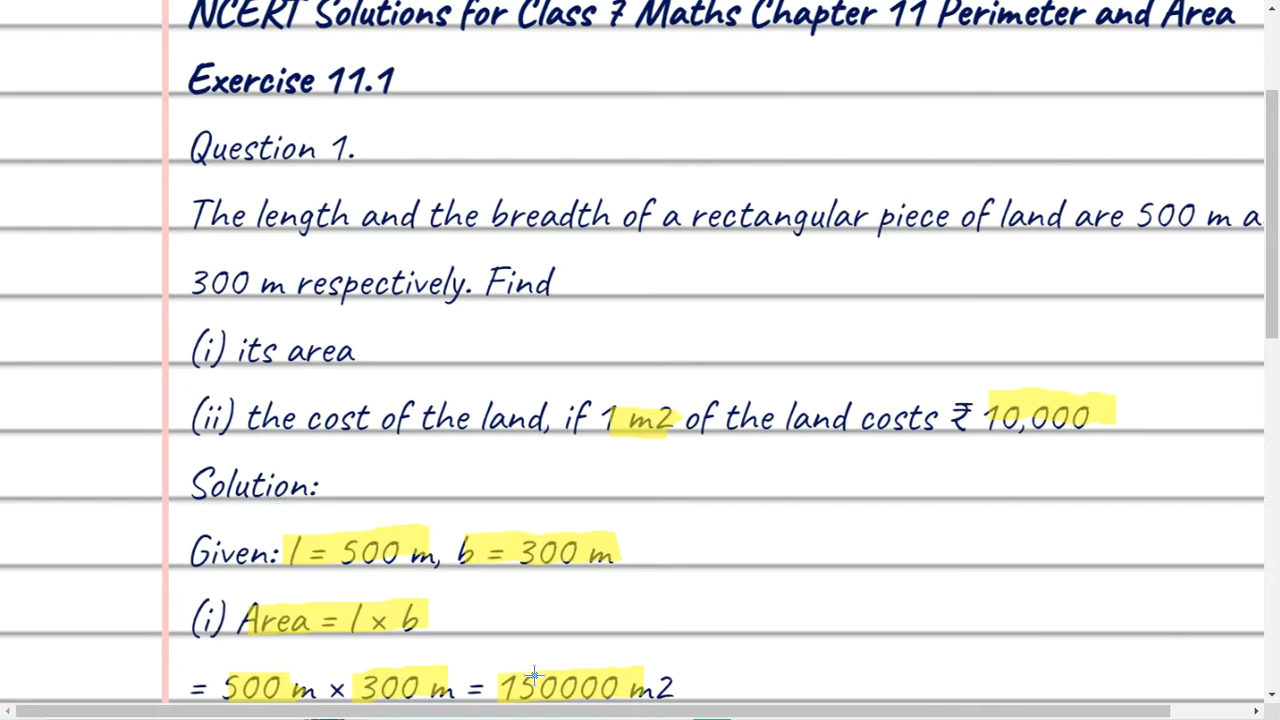 NCERT Solutions for Class 7 Maths Chapter 11 Perimeter and Area
Exercise 11.1
Question 1.
The length and the breadth of a rectangular piece of land are 500 m a
300 m respectively. Find
(i) its area
(ii) the cost of the land, if 1 m2 of the land costs ₹ 10,000
Solution:
Given: l = 500 m, b = 300 m
(i) Area = l × b
= 500 m × 300 m = 150000 m2